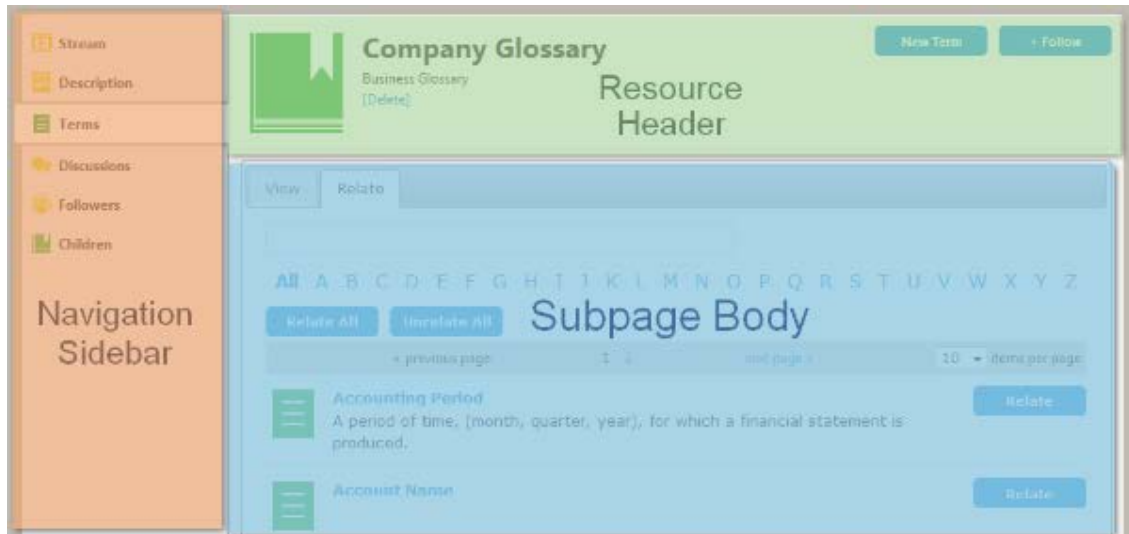 Stream
Description
Terms
Discussions
Followers
Children
Navigation
Sidebar
Company Glossary
Business Glossary
[Delete]
New Term
+ Follow
Resource
Header
View
Relate
All A B C D E F G H I J K L M N O P Q R S T U V W X Y Z
Relate All
Unrelate All
Subpage Body
« previous page
1 2
next page »
10
items per page
Accounting Period
Relate
A period of time, (month, quarter, year), for which a financial statement is
produced.
Account Name
Relate